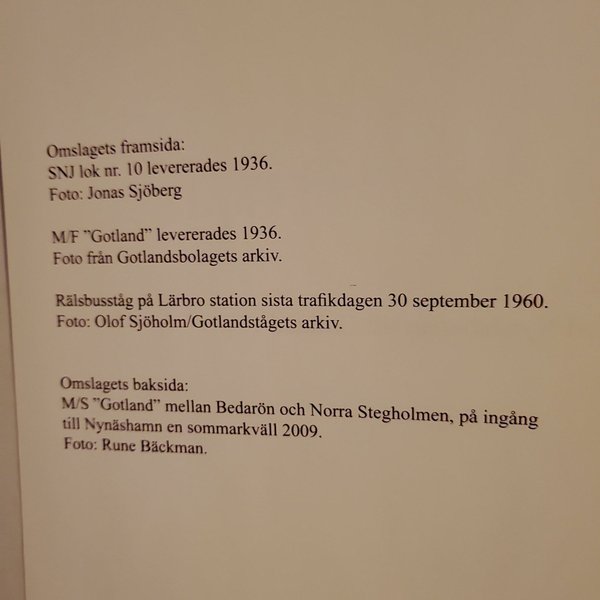 Omslagets framsida:
SNJ lok nr. 10 levererades 1936.
Foto: Jonas Sjöberg
M/F ”Gotland” levererades 1936.
Foto från Gotlandsbolagets arkiv.
Rälsbusståg på Lärbro station sista trafikdagen 30 september 1960.
Foto: Olof Sjöholm/Gotlandstågets arkiv.
Omslagets baksida:
M/S ”Gotland” mellan Bedarön och Norra Stegholmen, på ingång
till Nynäshamn en sommarkväll 2009.
Foto: Rune Bäckman.